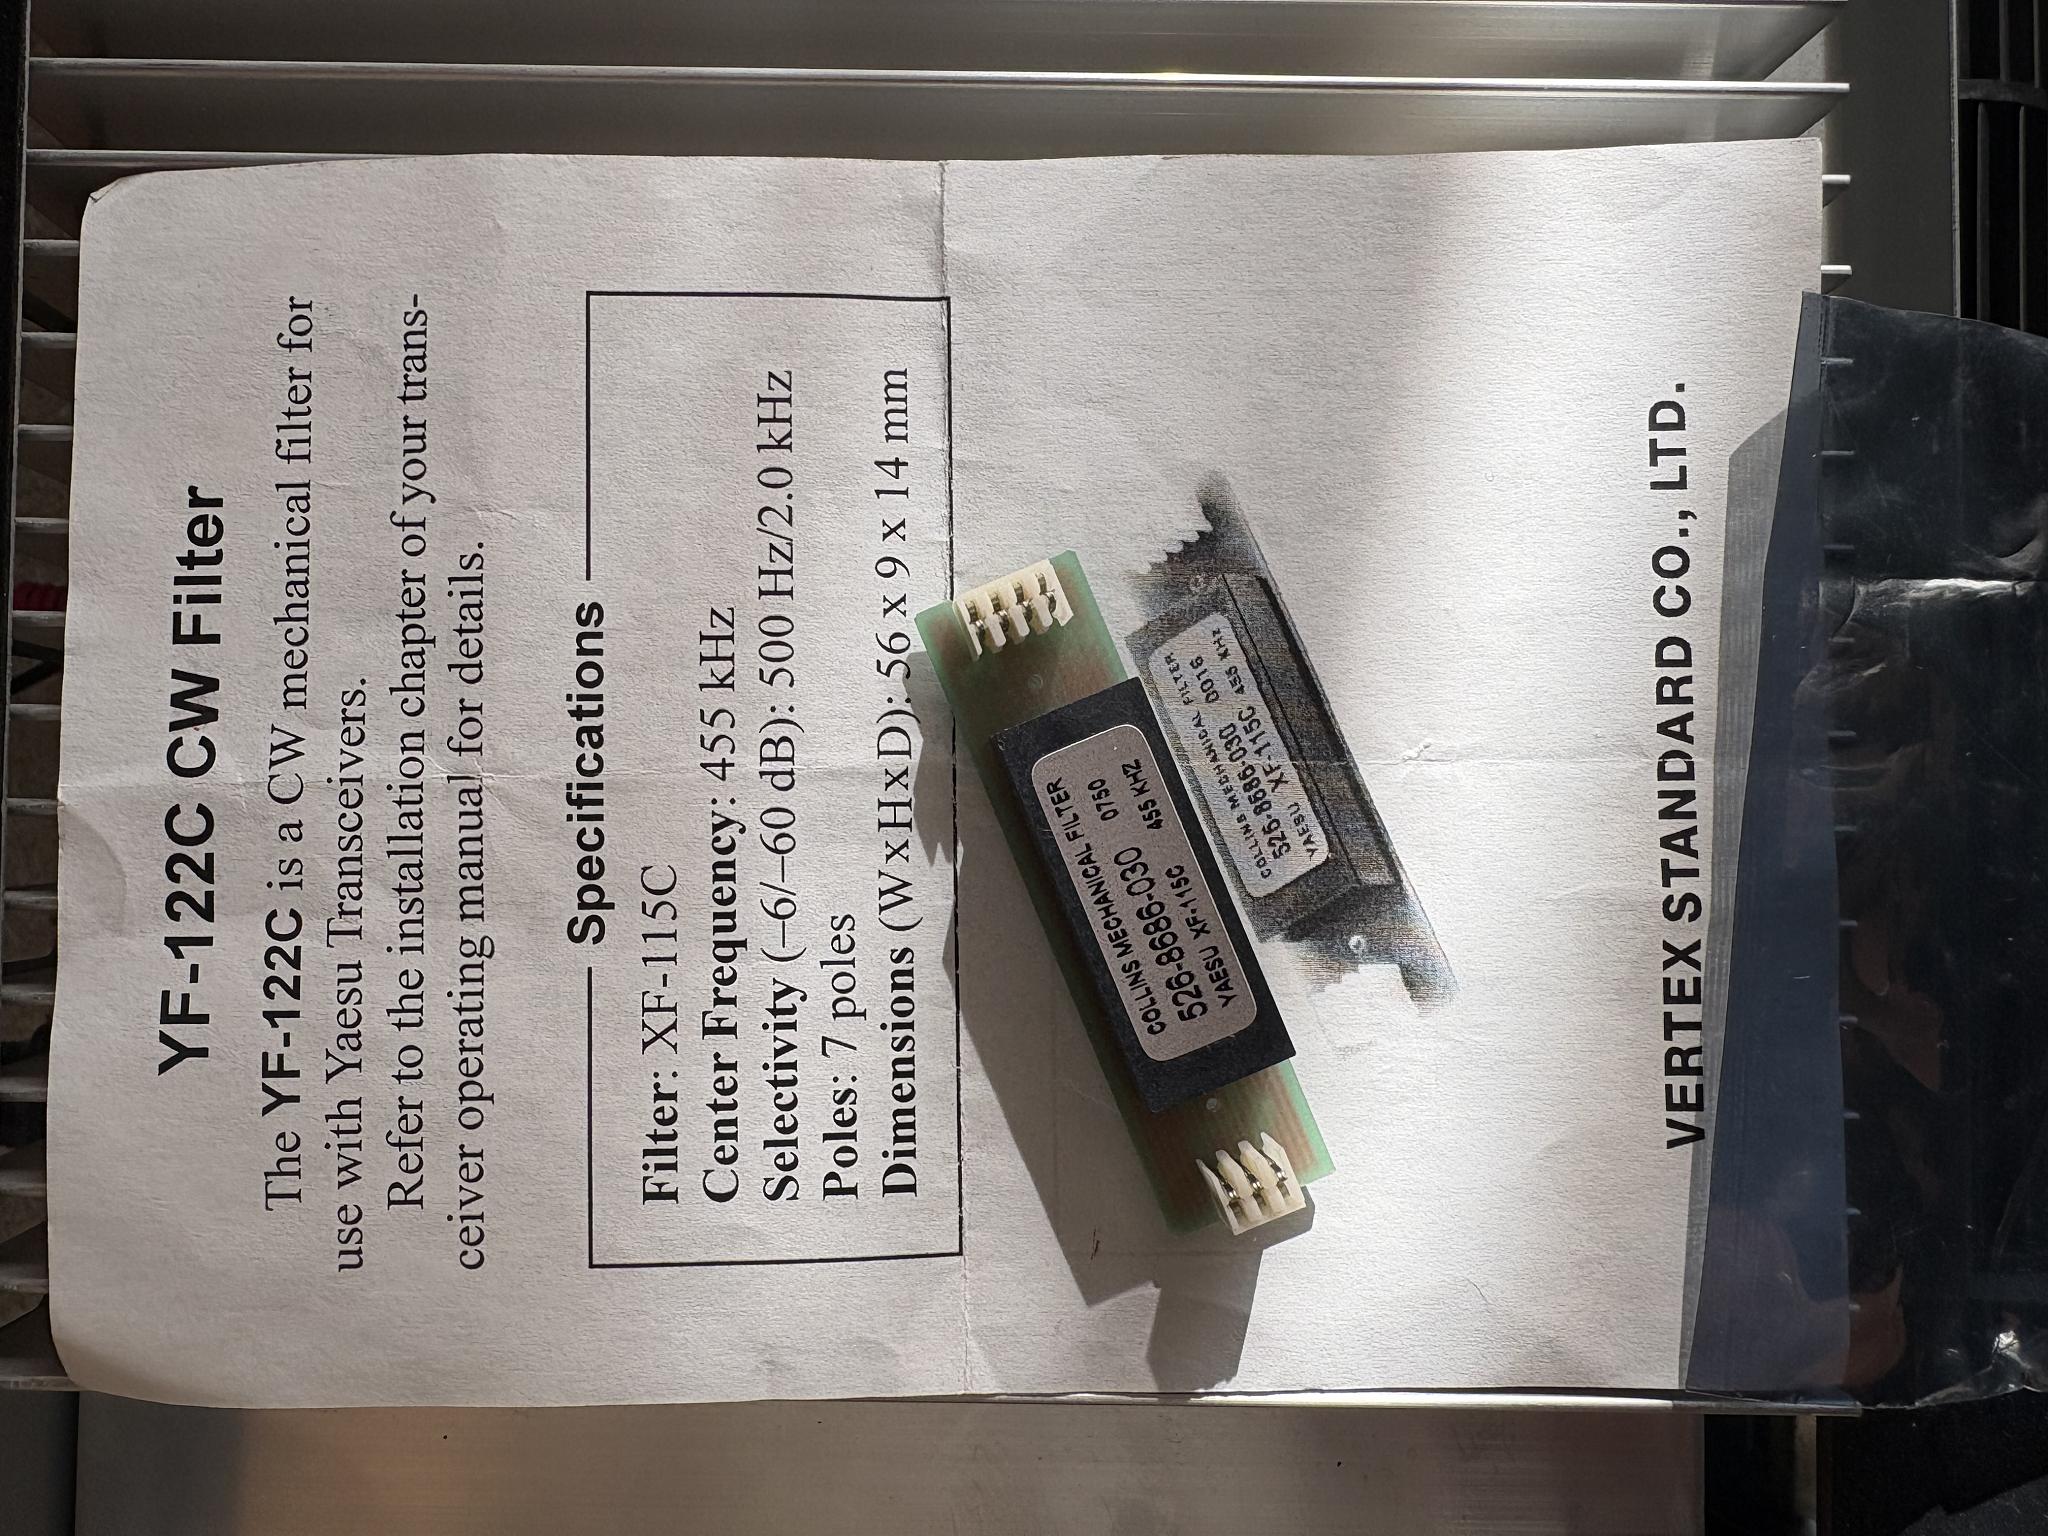 YF-122C CW Filter
The YF-122C is a CW mechanical filter for
use with Yaesu Transceivers.
Refer to the installation chapter of your trans-
ceiver operating manual for details.
Specifications
Filter: XF-115C
Center Frequency: 455 kHz
Selectivity (–6/–60 dB): 500 Hz/2.0 kHz
Poles: 7 poles
Dimensions (WxHxD): 56 x 9 x 14 mm
COLLINS MECHANICAL FILTER
526-8686-030 0750
YAESU XF-115C 455 KHZ
COLLINS MECHANICAL FILTER
526-8686-030 0016
YAESU XF-115C 455 KHz
VERTEX STANDARD CO., LTD.